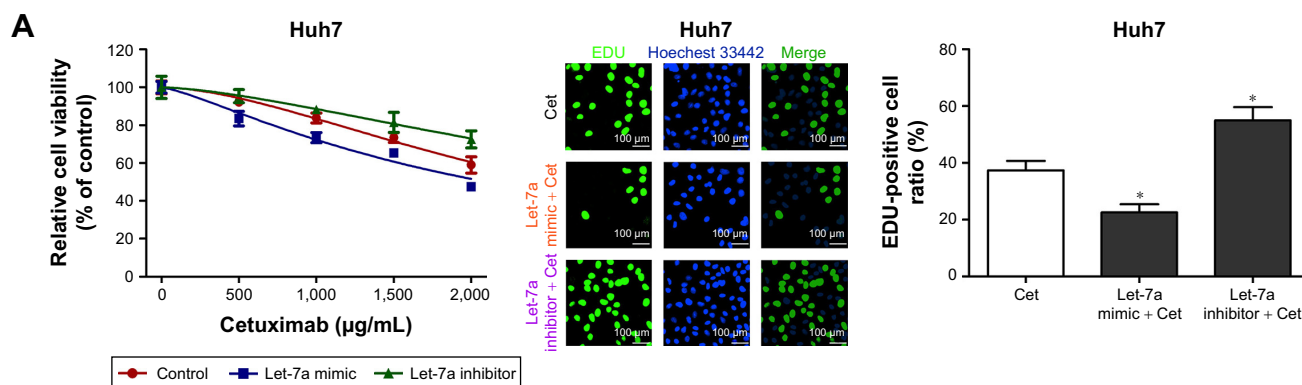 A
Huh7
Relative cell viability
(% of control)
120
100
80
60
40
20
0
0 500 1,000 1,500 2,000
Cetuximab (µg/mL)
Control Let-7a mimic Let-7a inhibitor
Huh7
EDU Hoechest 33442 Merge
Cet
100 µm 100 µm 100 µm
Let-7a
mimic + Cet
100 µm 100 µm 100 µm
Let-7a
inhibitor + Cet
100 µm 100 µm 100 µm
Huh7
EDU-positive cell
ratio (%)
80
60
40
20
0
* *
Cet
Let-7a
mimic + Cet
Let-7a
inhibitor + Cet